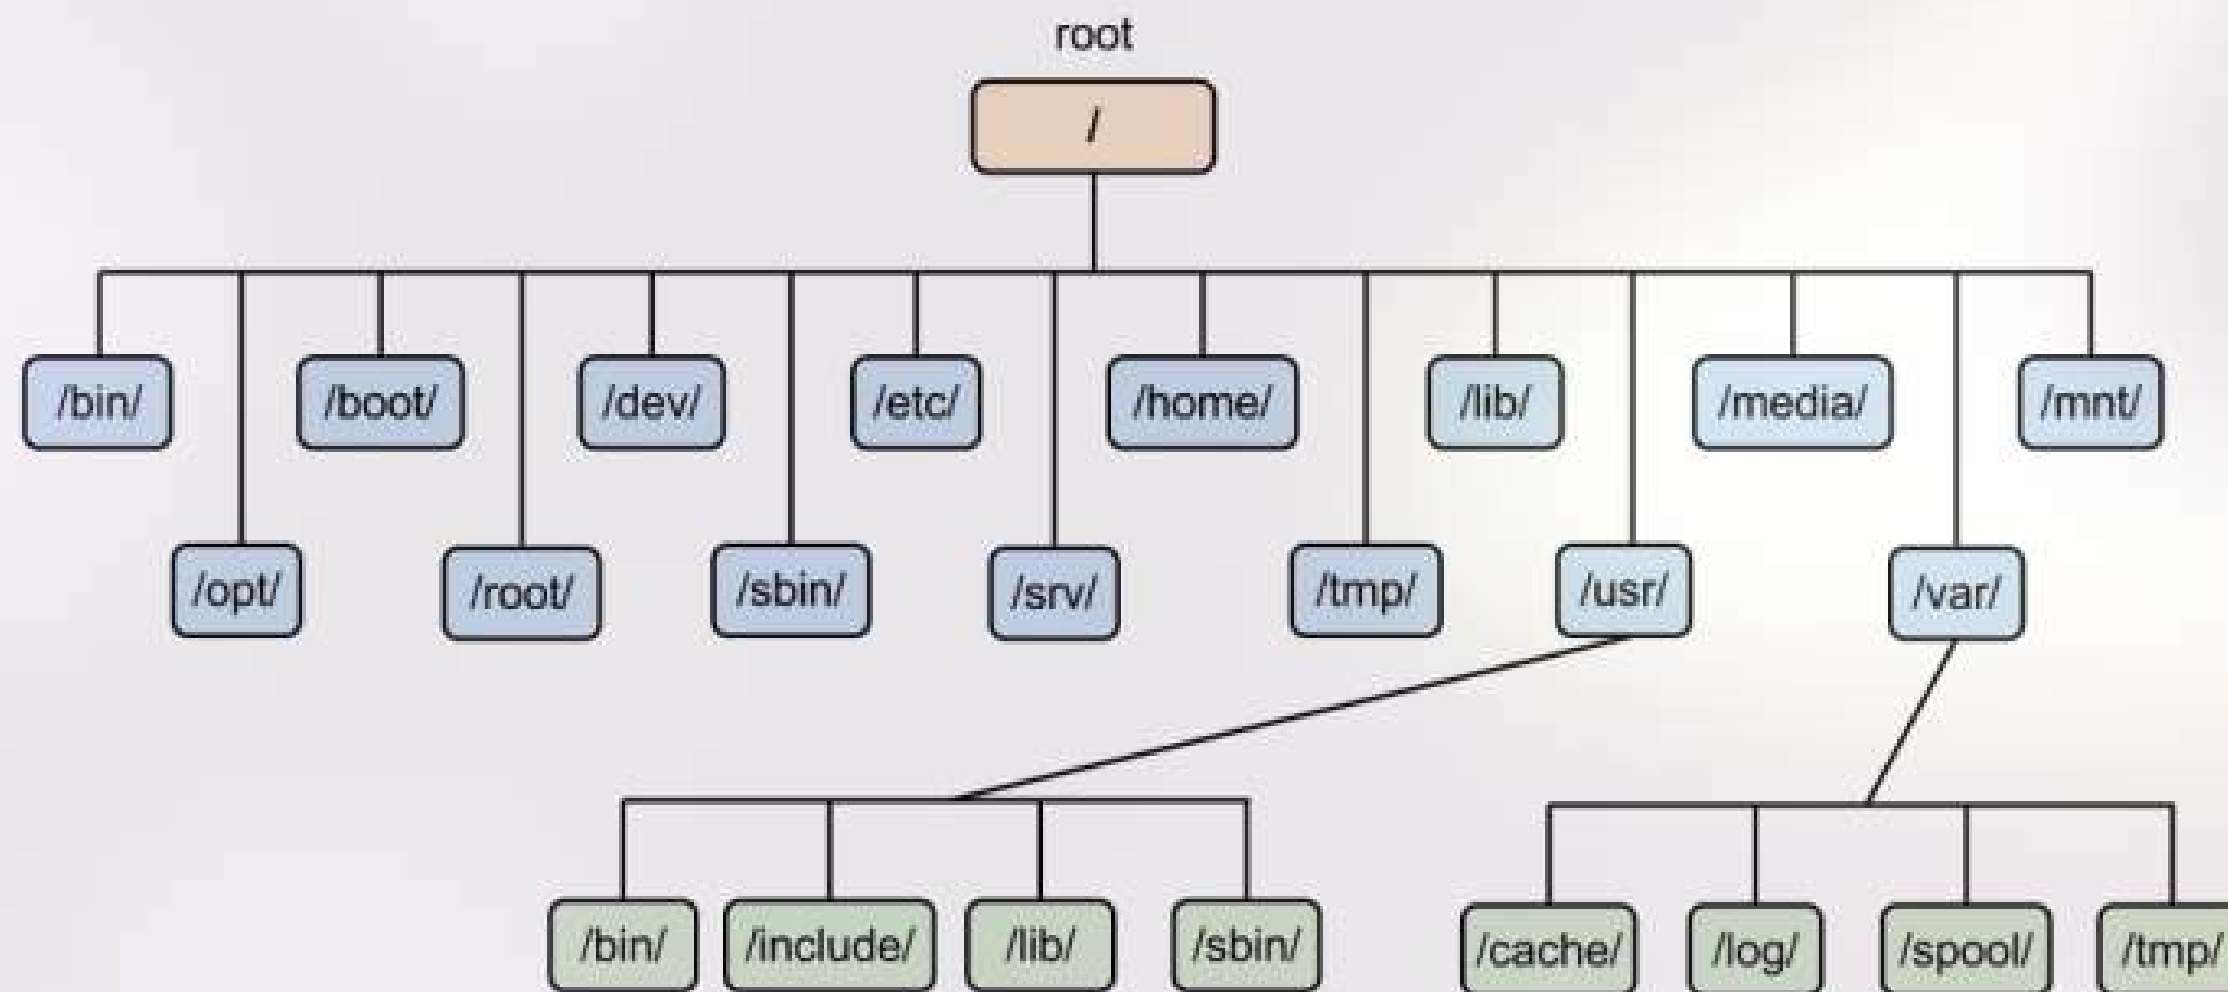 root
/
/bin/ /boot/ /dev/ /etc/ /home/ /lib/ /media/ /mnt/
/opt/ /root/ /sbin/ /srv/ /tmp/ /usr/ /var/
/bin/ /include/ /lib/ /sbin/ /cache/ /log/ /spool/ /tmp/